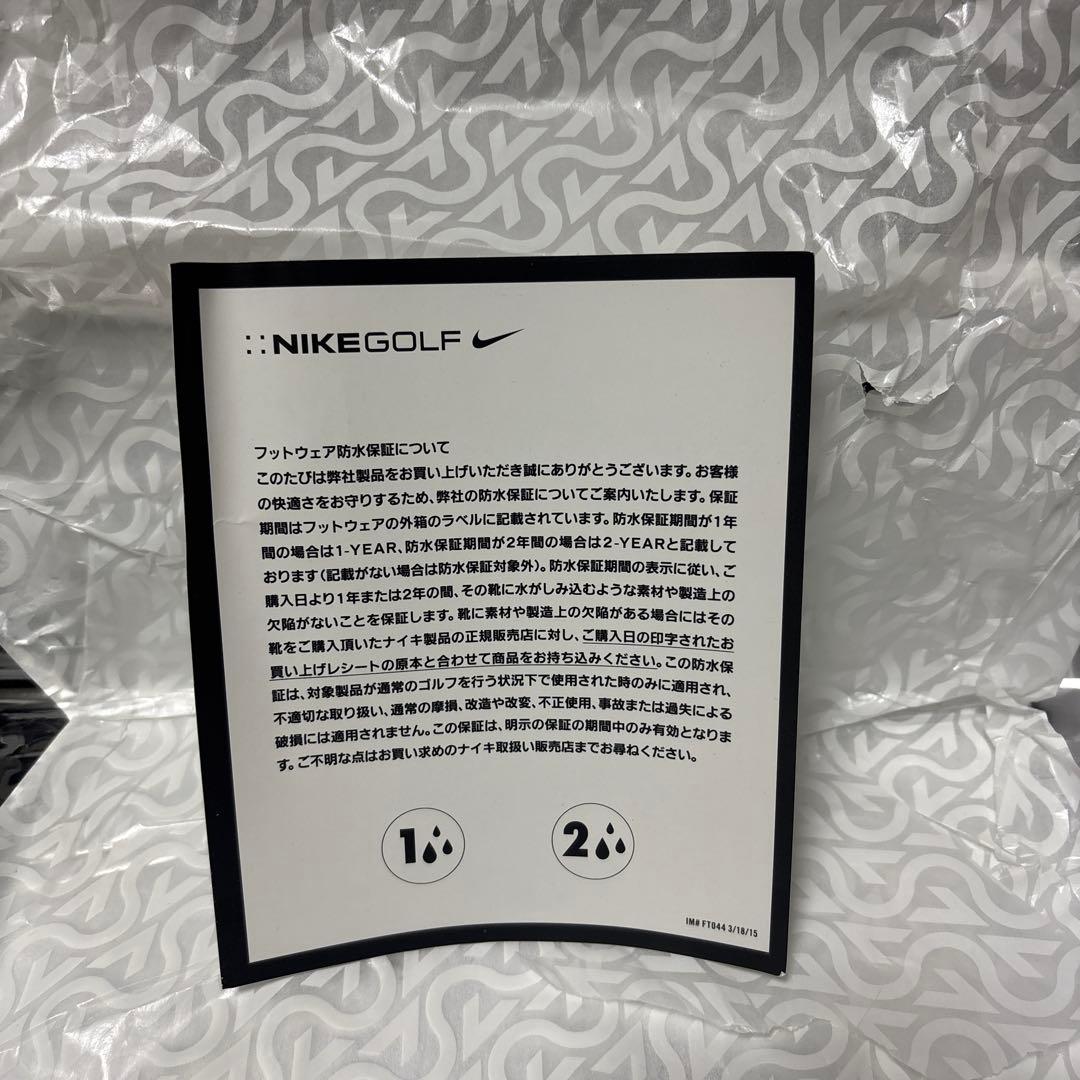 ::NIKEGOLF
フットウェア防水保証について
このたびは弊社製品をお買い上げいただき誠にありがとうございます。お客様
の快適さをお守りするため、弊社の防水保証についてご案内いたします。保証
期間はフットウェアの外箱のラベルに記載されています。防水保証期間が1年
間の場合は1-YEAR、防水保証期間が2年間の場合は2-YEARと記載して
おります(記載がない場合は防水保証対象外)。防水保証期間の表示に従い、ご
購入日より1年または2年の間、その靴に水がしみ込むような素材や製造上の
欠陥がないことを保証します。靴に素材や製造上の欠陥がある場合にはその
靴をご購入頂いたナイキ製品の正規販売店に対し、ご購入日の印字されたお
買い上げレシートの原本と合わせて商品をお持ち込みください。この防水保
証は、対象製品が通常のゴルフを行う状況下で使用された時のみに適用され、
不適切な取り扱い、通常の摩損、改造や改変、不正使用、事故または過失による
破損には適用されません。この保証は、明示の保証の期間中のみ有効となりま
す。ご不明な点はお買い求めのナイキ取扱い販売店までお尋ねください。
1 2
IM# FT044 3/18/15